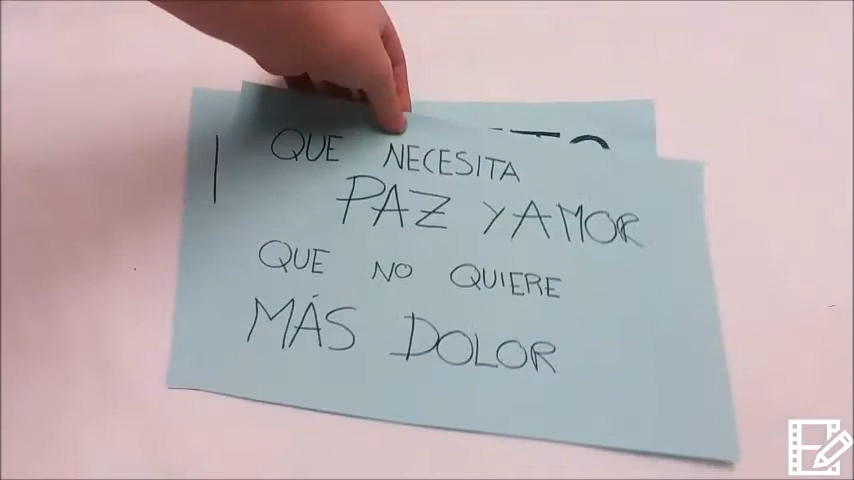 QUE NECESITA
PAZ Y AMOR
QUE NO QUIERE
MÁS DOLOR